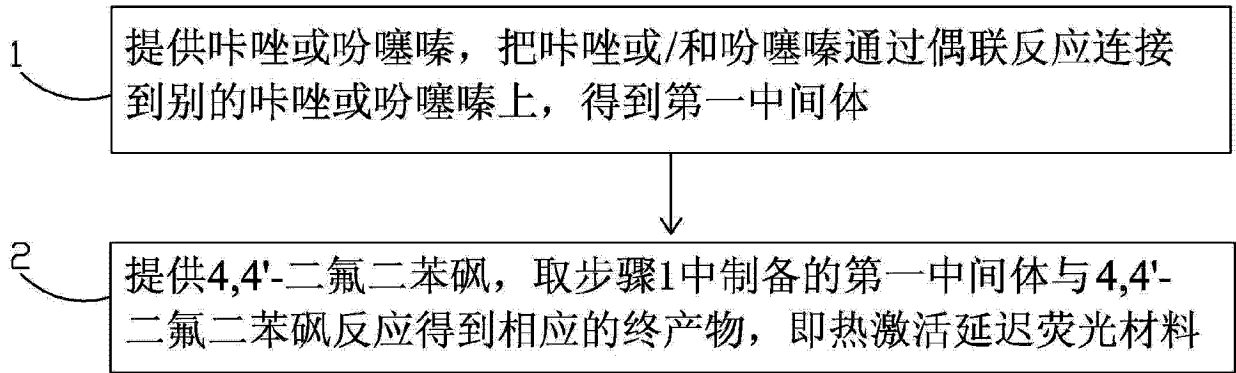 1
提供咔唑或吩噻嗪，把咔唑或/和吩噻嗪通过偶联反应连接
到别的咔唑或吩噻嗪上，得到第一中间体
2
提供4,4'-二氟二苯砜，取步骤1中制备的第一中间体与4,4'-
二氟二苯砜反应得到相应的终产物，即热激活延迟荧光材料